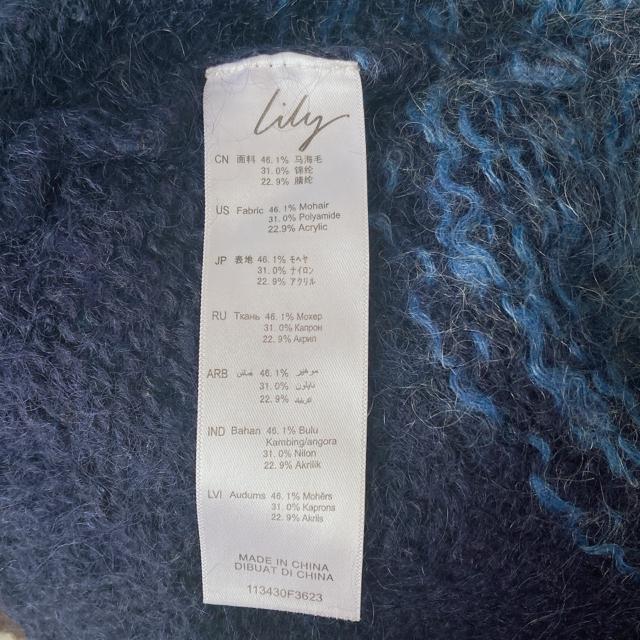 lily
CN 面料 46.1% 马海毛
31.0% 锦纶
22.9% 腈纶
US Fabric 46.1% Mohair
31.0% Polyamide
22.9% Acrylic
JP 表地 46.1% モヘヤ
31.0% ナイロン
22.9% アクリル
RU Ткань 46.1% Мохер
31.0% Капрон
22.9% Акрил
ARB قماش 46.1% موهير
31.0% نايلون
22.9% اكريليك
IND Bahan 46.1% Bulu
Kambing/angora
31.0% Nilon
22.9% Akrilik
LVI Audums 46.1% Mohērs
31.0% Kaprons
22.9% Akrils
MADE IN CHINA
DIBUAT DI CHINA
113430F3623